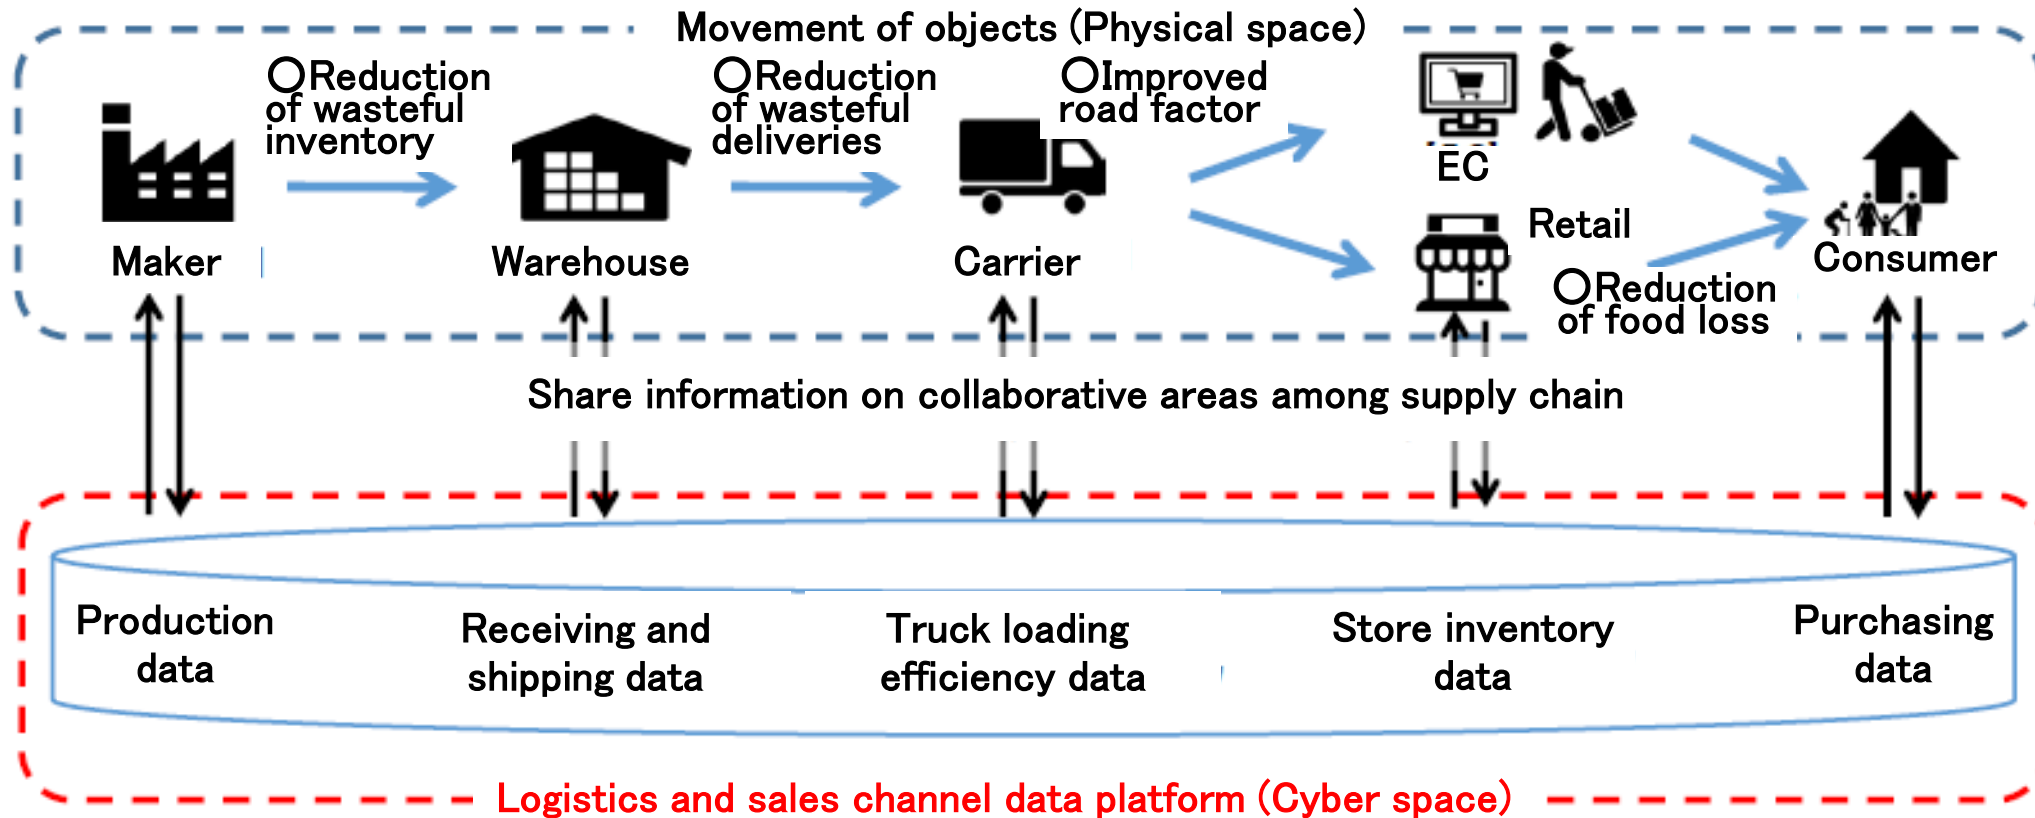 Movement of objects (Physical space)
〇Reduction
of wasteful
inventory
〇Reduction
of wasteful
deliveries
〇Improved
road factor
EC
Retail
〇Reduction
of food loss
Maker
Warehouse
Carrier
Consumer
Share information on collaborative areas among supply chain
Production
data
Receiving and
shipping data
Truck loading
efficiency data
Store inventory
data
Purchasing
data
Logistics and sales channel data platform (Cyber space)